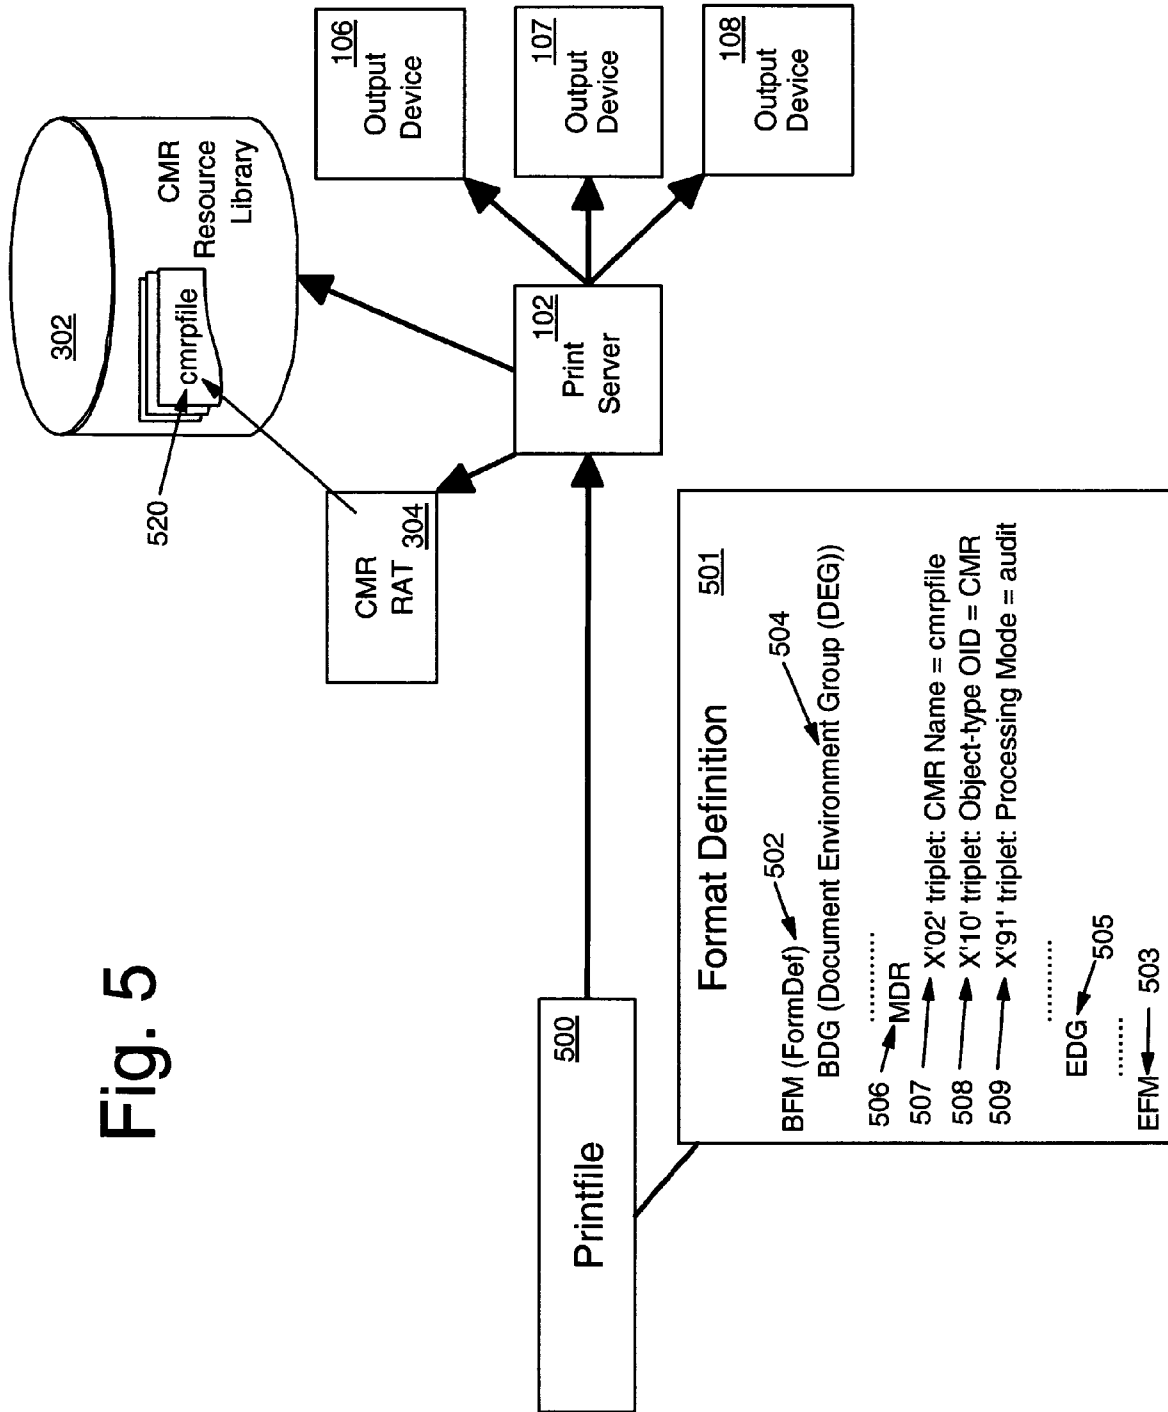 Fig. 5
302
CMR
Resource
Library
cmrpfile
520
CMR
RAT
304
106
Output
Device
107
Output
Device
108
Output
Device
102
Print
Server
500
Printfile
Format Definition
501
BFM (FormDef)
502
BDG (Document Environment Group (DEG))
504
............
506
MDR
507
X'02' triplet: CMR Name = cmrpfile
508
X'10' triplet: Object-type OID = CMR
509
X'91' triplet: Processing Mode = audit
............
EDG
505
........
EFM
503